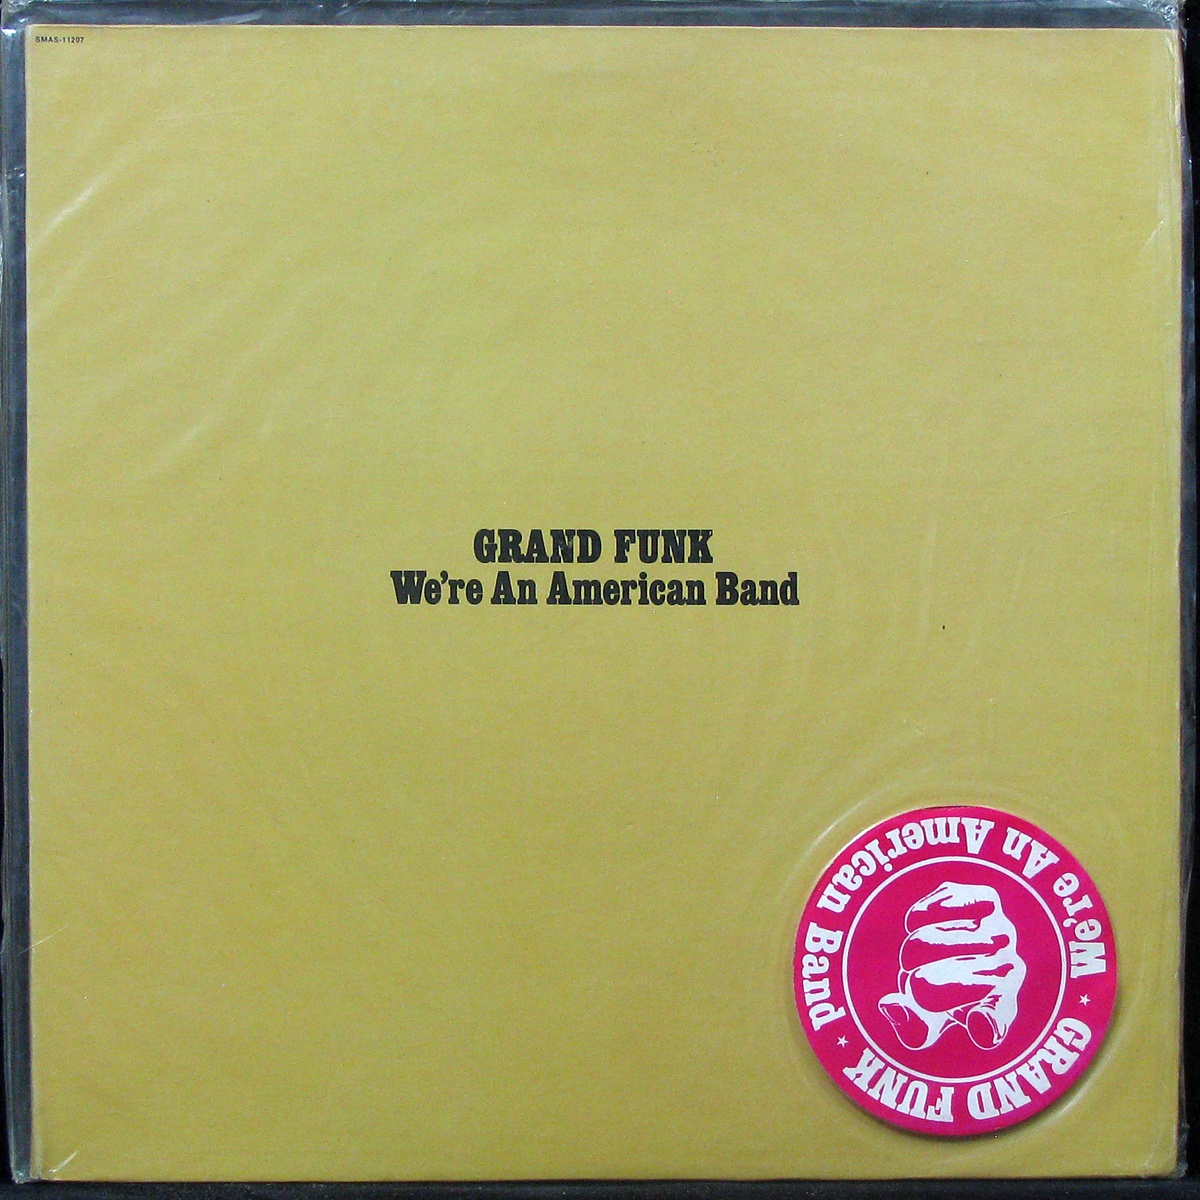 SMAS-11207
GRAND FUNK
We're An American Band
We're An American Band
★ GRAND FUNK ★